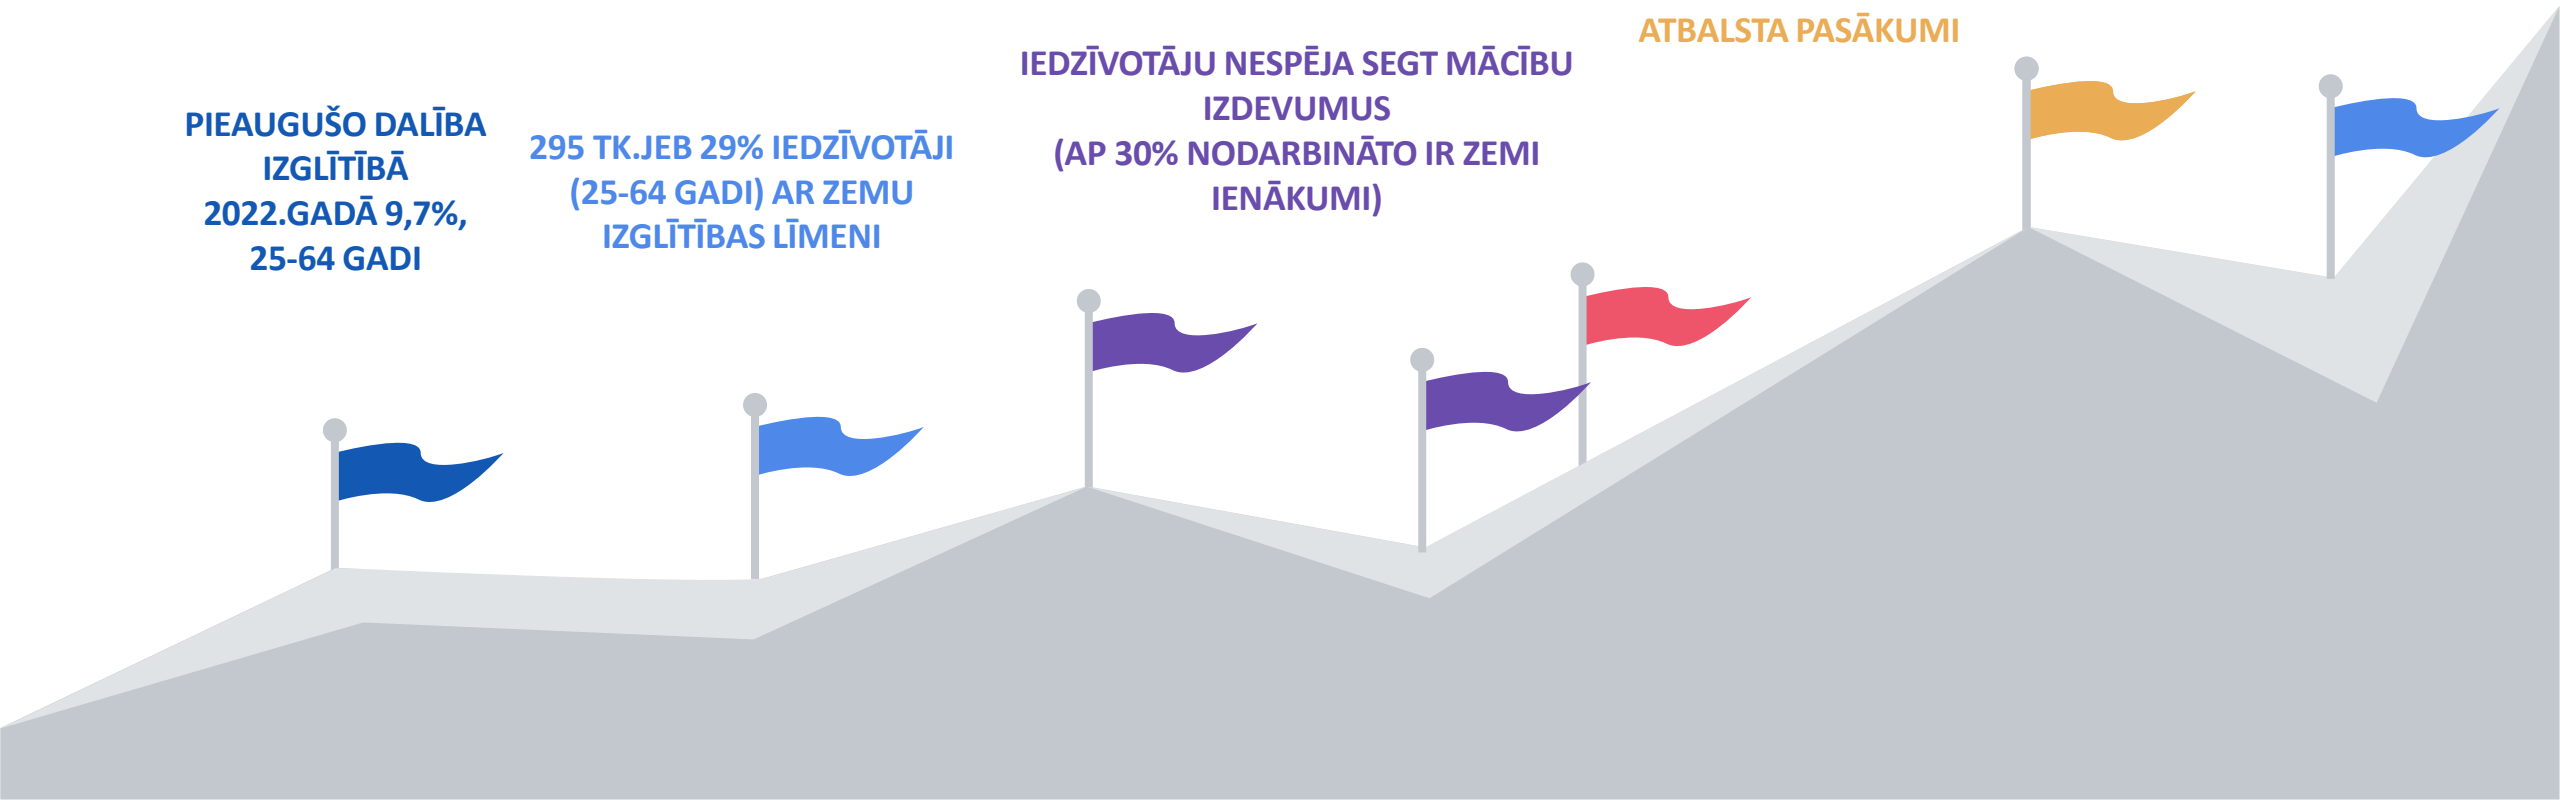 PIEAUGUŠO DALĪBA
IZGLĪTĪBĀ
2022.GADĀ 9,7%,
25-64 GADI
295 TK.JEB 29% IEDZĪVOTĀJI
(25-64 GADI) AR ZEMU
IZGLĪTĪBAS LĪMENI
IEDZĪVOTĀJU NESPĒJA SEGT MĀCĪBU
IZDEVUMUS
(AP 30% NODARBINĀTO IR ZEMI
IENĀKUMI)
ATBALSTA PASĀKUMI